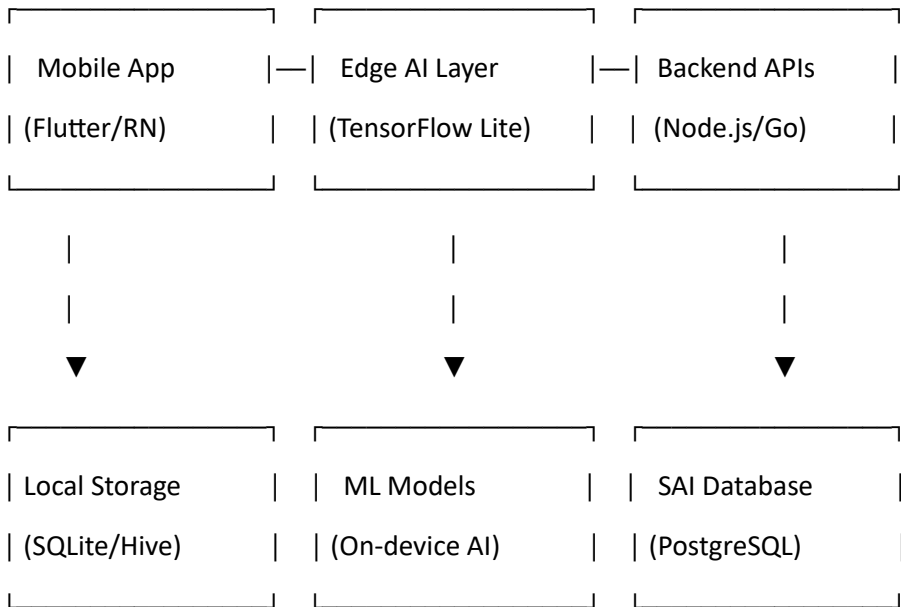 Mobile App
Edge AI Layer
Backend APIs
(Flutter/RN)
(TensorFlow Lite)
(Node.js/Go)
Local Storage
ML Models
SAI Database
(SQLite/Hive)
(On-device AI)
(PostgreSQL)